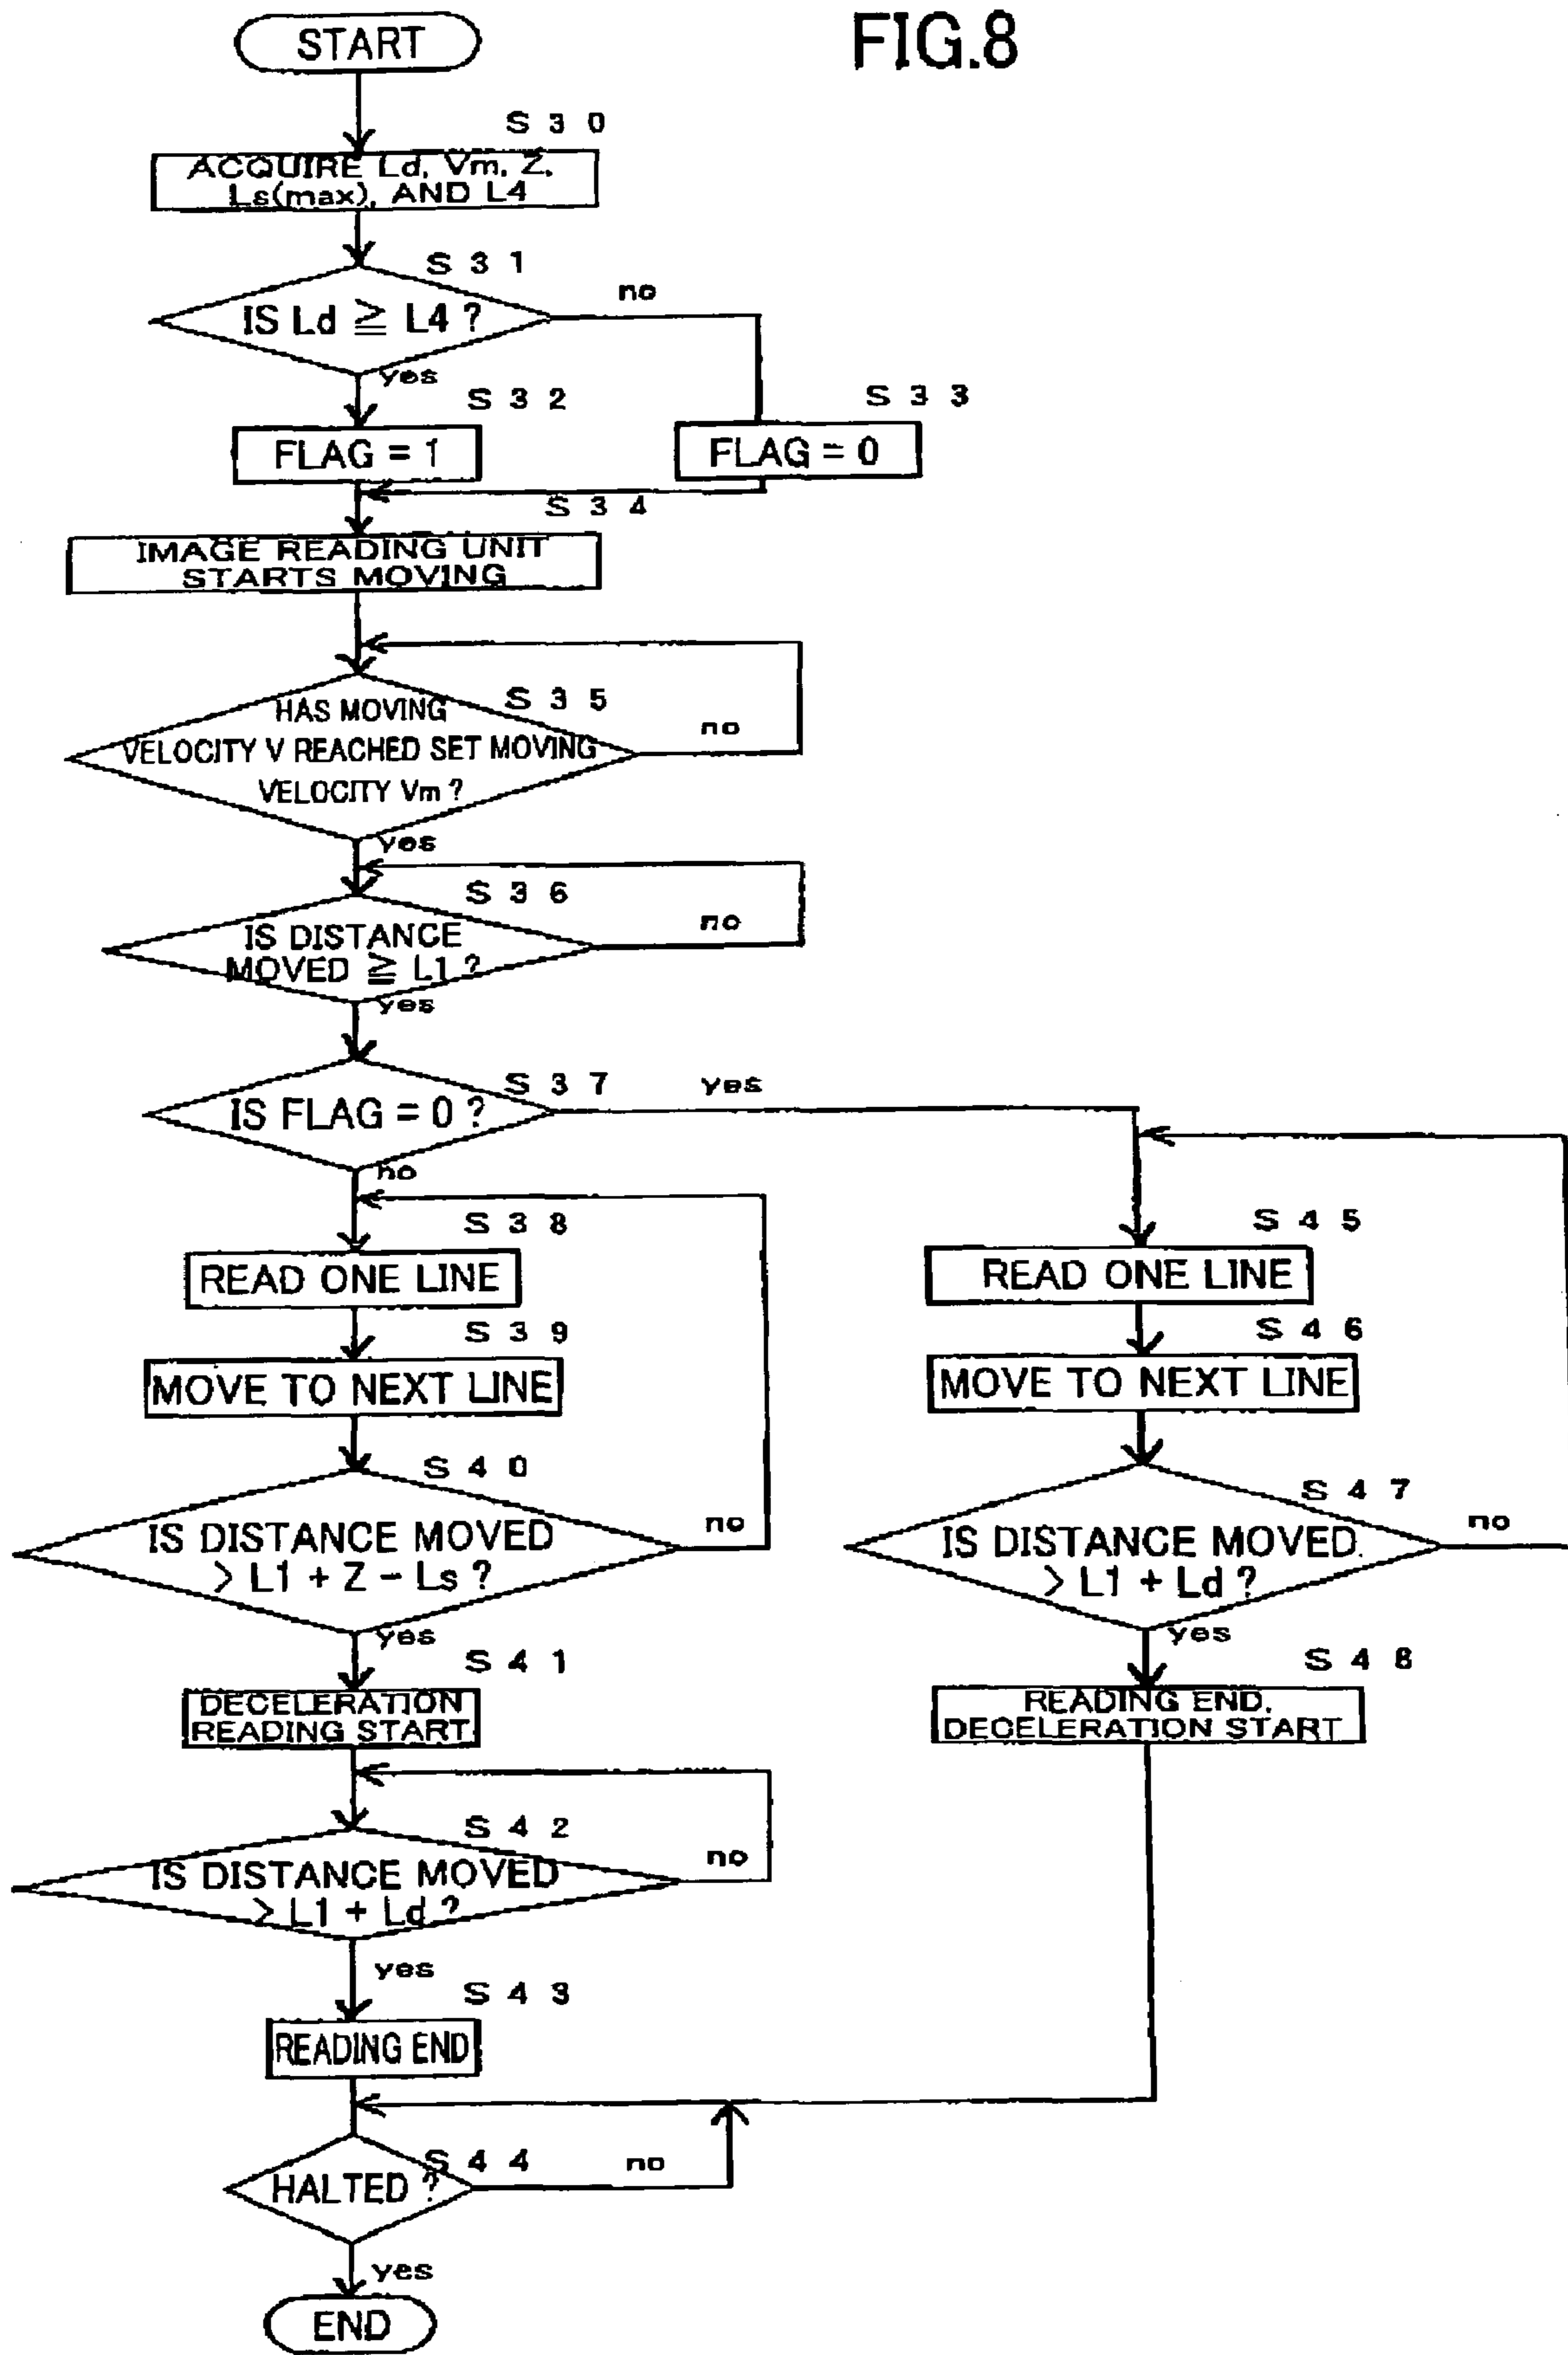 FIG.8
START
S30
ACQUIRE Ld, Vm, Z,
Ls(max), AND L4
S31
IS Ld ≧ L4 ?
no
yes
S32
FLAG = 1
S33
FLAG = 0
S34
IMAGE READING UNIT
STARTS MOVING
S35
HAS MOVING
VELOCITY V REACHED SET MOVING
VELOCITY Vm ?
no
yes
S36
IS DISTANCE
MOVED ≧ L1 ?
no
yes
S37
IS FLAG = 0 ?
yes
no
S38
READ ONE LINE
S39
MOVE TO NEXT LINE
S40
IS DISTANCE MOVED
> L1 + Z - Ls ?
no
yes
S41
DECELERATION
READING START
S42
IS DISTANCE MOVED
> L1 + Ld ?
no
yes
S43
READING END
S44
HALTED ?
no
yes
END
S45
READ ONE LINE
S46
MOVE TO NEXT LINE
S47
IS DISTANCE MOVED
> L1 + Ld ?
no
yes
S48
READING END,
DECELERATION START